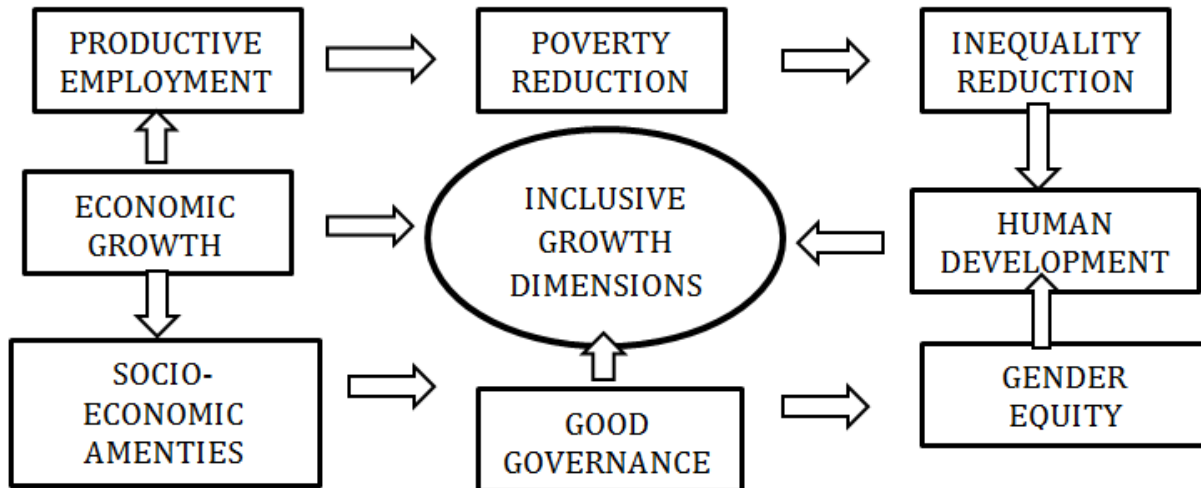 PRODUCTIVE
EMPLOYMENT
POVERTY
REDUCTION
INEQUALITY
REDUCTION
ECONOMIC
GROWTH
INCLUSIVE
GROWTH
DIMENSIONS
HUMAN
DEVELOPMENT
SOCIO-
ECONOMIC
AMENTIES
GOOD
GOVERNANCE
GENDER
EQUITY